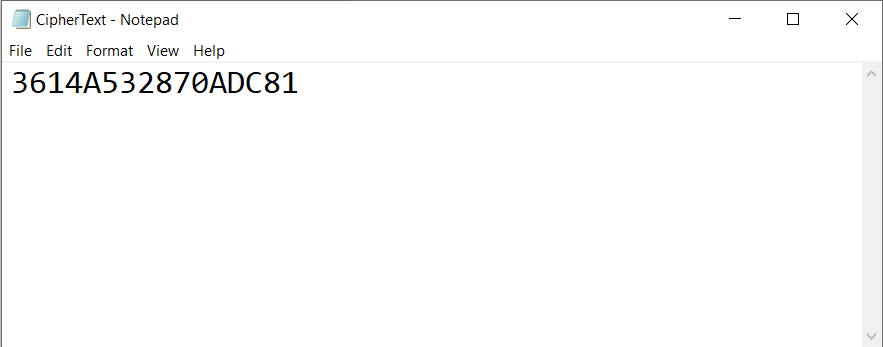 CipherText - Notepad
File Edit Format View Help
3614A532870ADC81